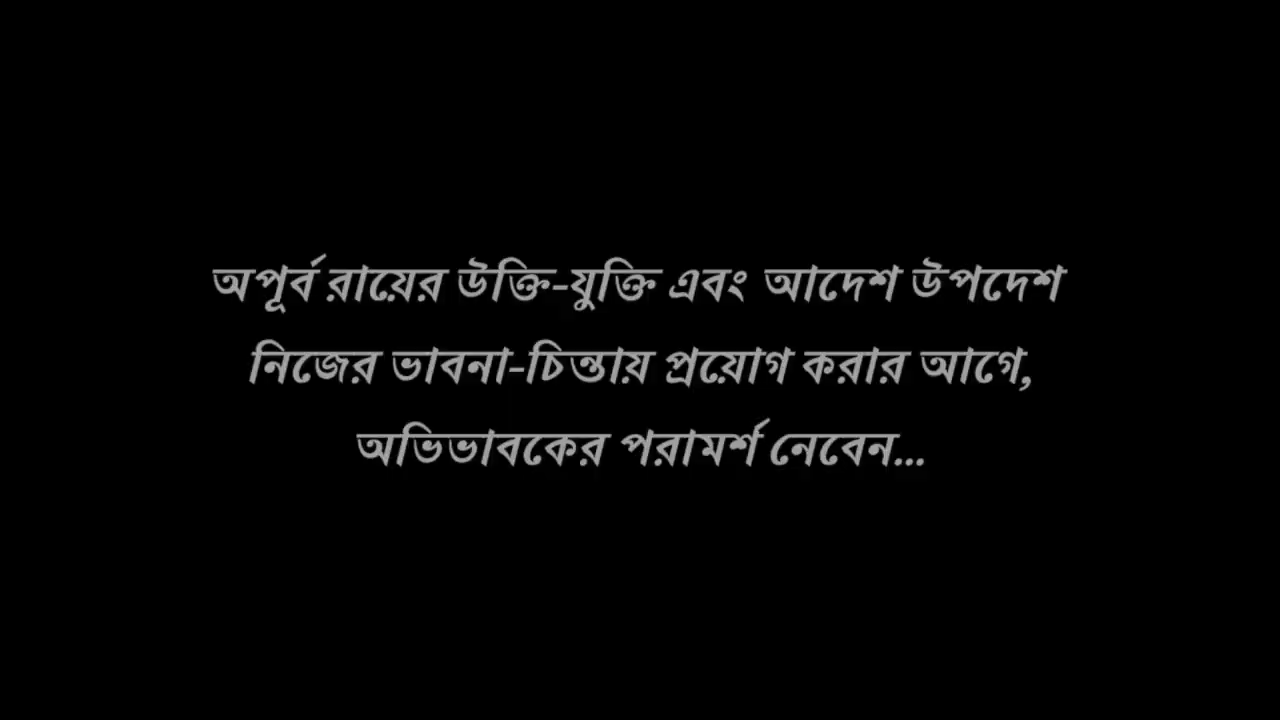 অপূর্ব রায়ের উক্তি-যুক্তি এবং আদেশ উপদেশ
নিজের ভাবনা-চিন্তায় প্রয়োগ করার আগে,
অভিভাবকের পরামর্শ নেবেন...